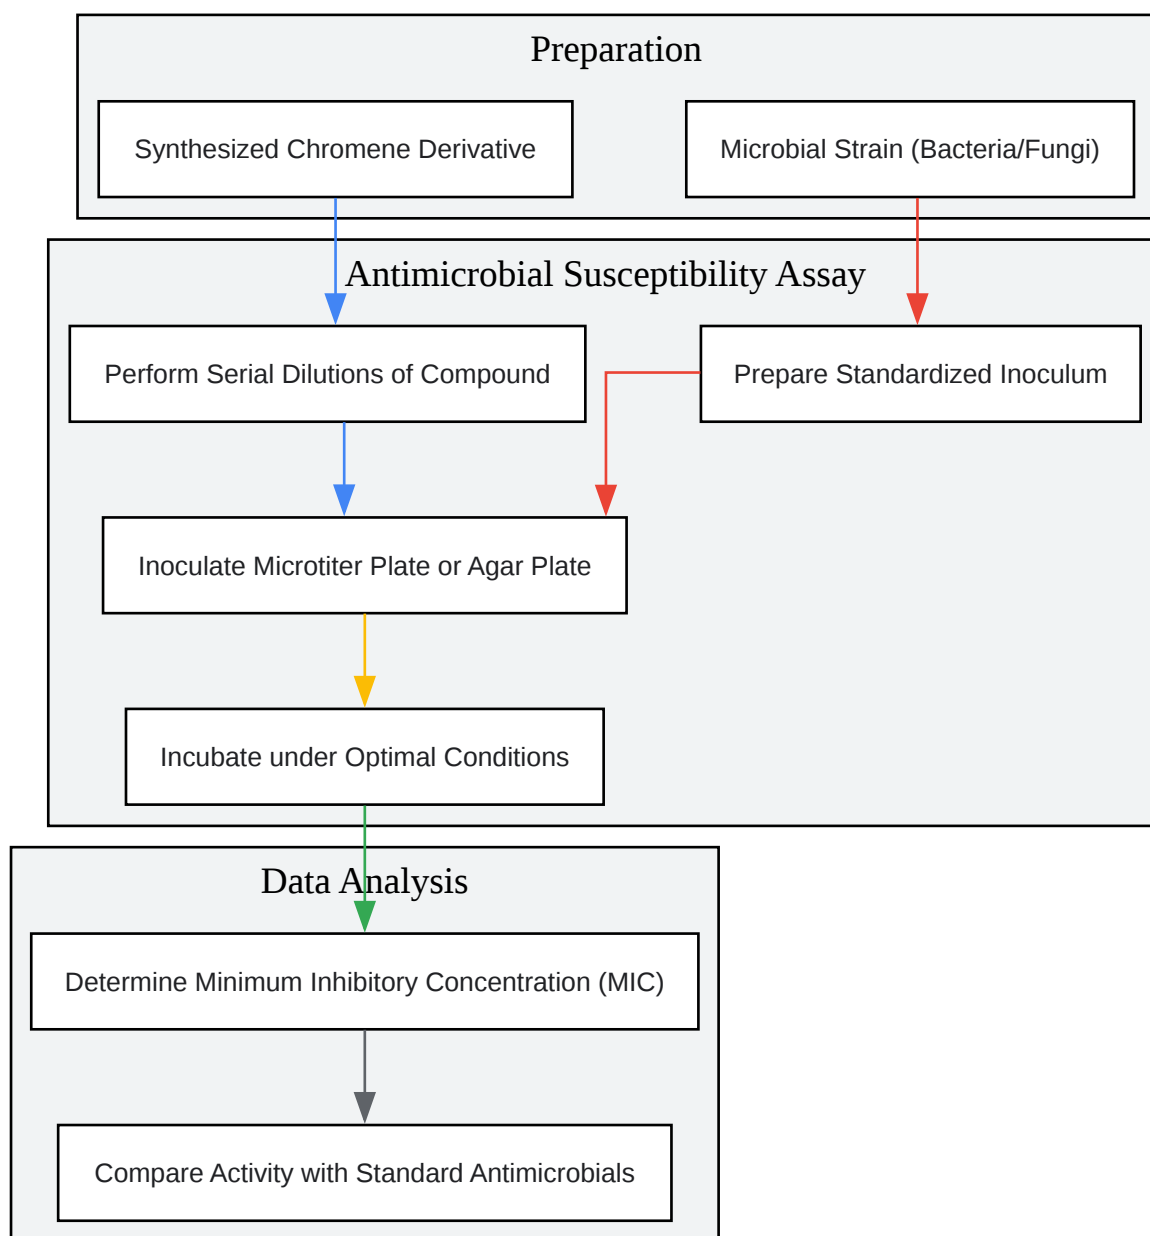 Preparation
Synthesized Chromene Derivative
Microbial Strain (Bacteria/Fungi)
Antimicrobial Susceptibility Assay
Perform Serial Dilutions of Compound
Prepare Standardized Inoculum
Inoculate Microtiter Plate or Agar Plate
Incubate under Optimal Conditions
Data Analysis
Determine Minimum Inhibitory Concentration (MIC)
Compare Activity with Standard Antimicrobials